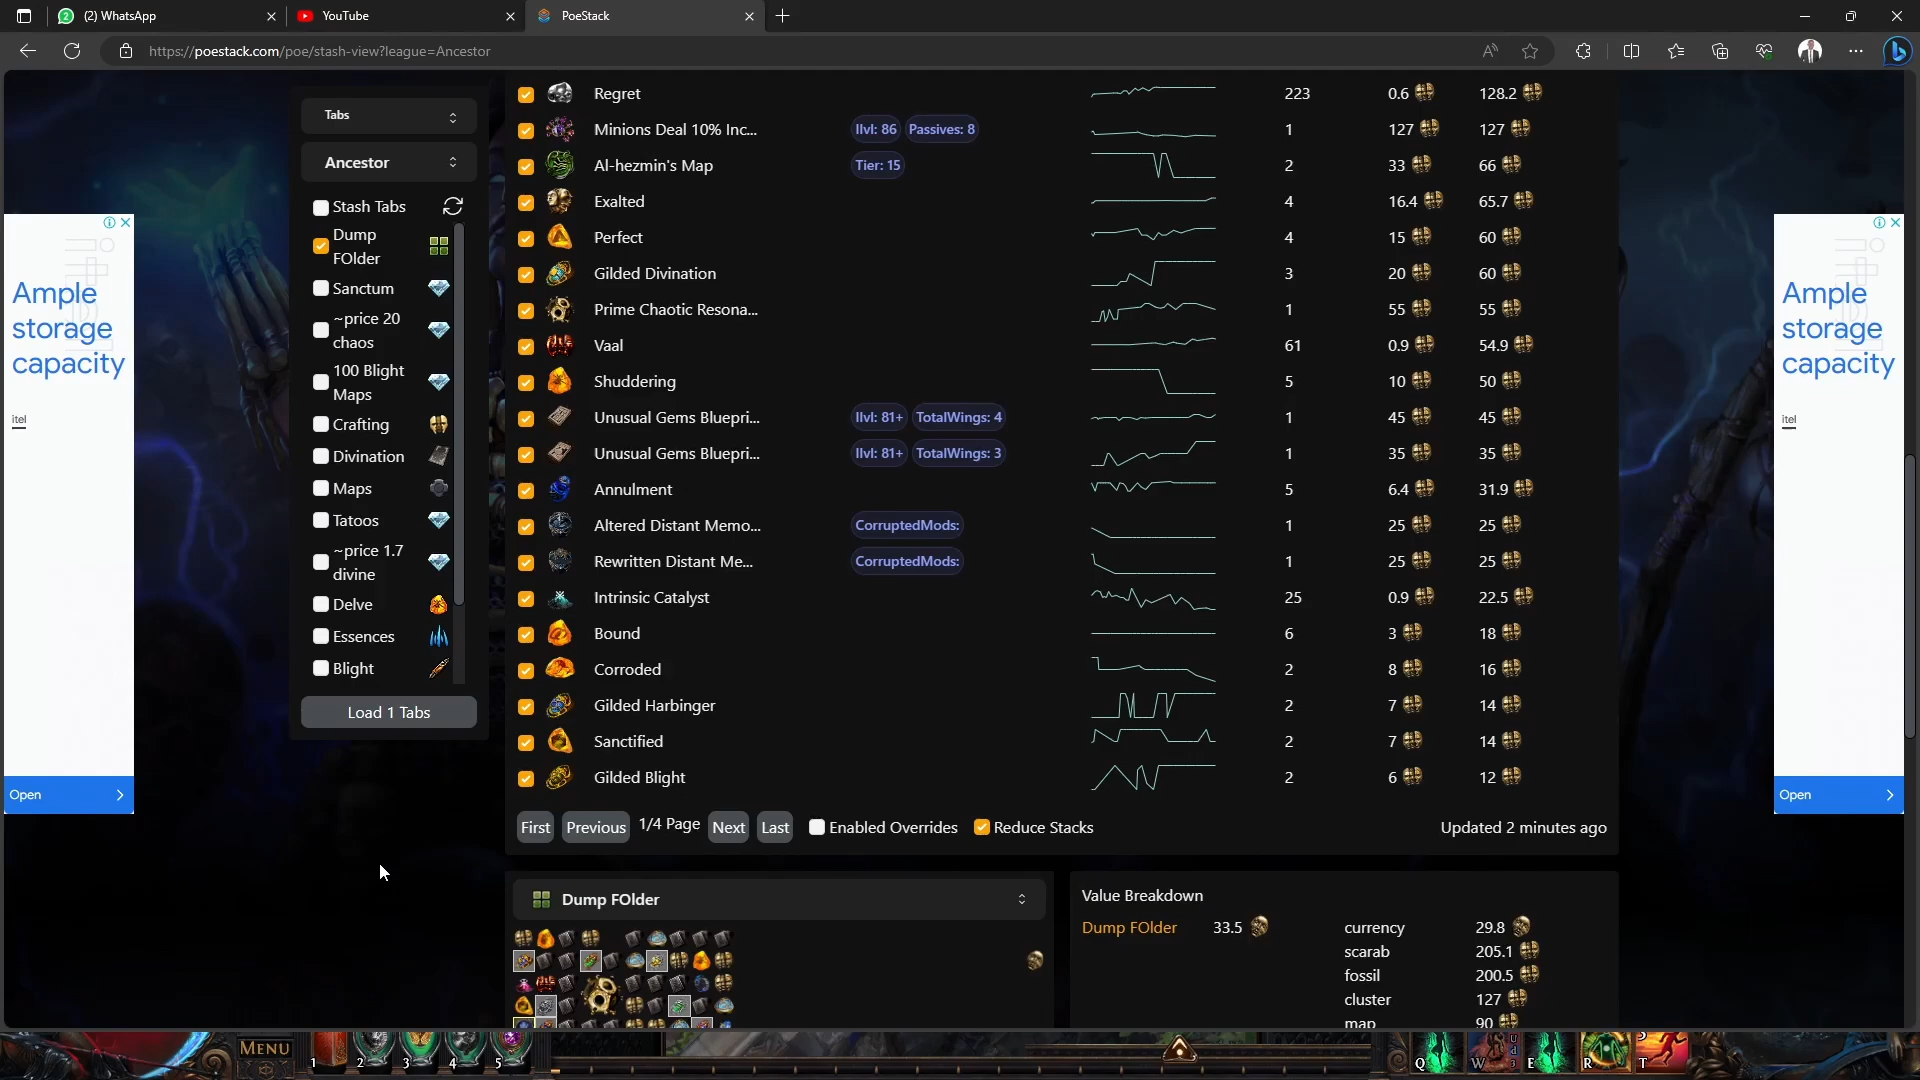 (2) WhatsApp
YouTube
PoeStack
https://poestack.com/poe/stash-view?league=Ancestor
Tabs
Ancestor
Stash Tabs
Dump
FOlder
Sanctum
~price 20
chaos
100 Blight
Maps
Crafting
Divination
Maps
Tatoos
~price 1.7
divine
Delve
Essences
Blight
Load 1 Tabs
Regret 223 0.6 128.2
Minions Deal 10% Inc... Ilvl: 86 Passives: 8 1 127 127
Al-hezmin's Map Tier: 15 2 33 66
Exalted 4 16.4 65.7
Perfect 4 15 60
Gilded Divination 3 20 60
Prime Chaotic Resona... 1 55 55
Vaal 61 0.9 54.9
Shuddering 5 10 50
Unusual Gems Bluepri... Ilvl: 81+ TotalWings: 4 1 45 45
Unusual Gems Bluepri... Ilvl: 81+ TotalWings: 3 1 35 35
Annulment 5 6.4 31.9
Altered Distant Memo... CorruptedMods: 1 25 25
Rewritten Distant Me... CorruptedMods: 1 25 25
Intrinsic Catalyst 25 0.9 22.5
Bound 6 3 18
Corroded 2 8 16
Gilded Harbinger 2 7 14
Sanctified 2 7 14
Gilded Blight 2 6 12
First Previous 1/4 Page Next Last Enabled Overrides Reduce Stacks Updated 2 minutes ago
Dump FOlder
Value Breakdown
Dump FOlder 33.5
currency 29.8
scarab 205.1
fossil 200.5
cluster 127
map 90
Ample
storage
capacity
itel
Open
Ample
storage
capacity
itel
Open
MENU
1 2 3 4 5
Q W E R T